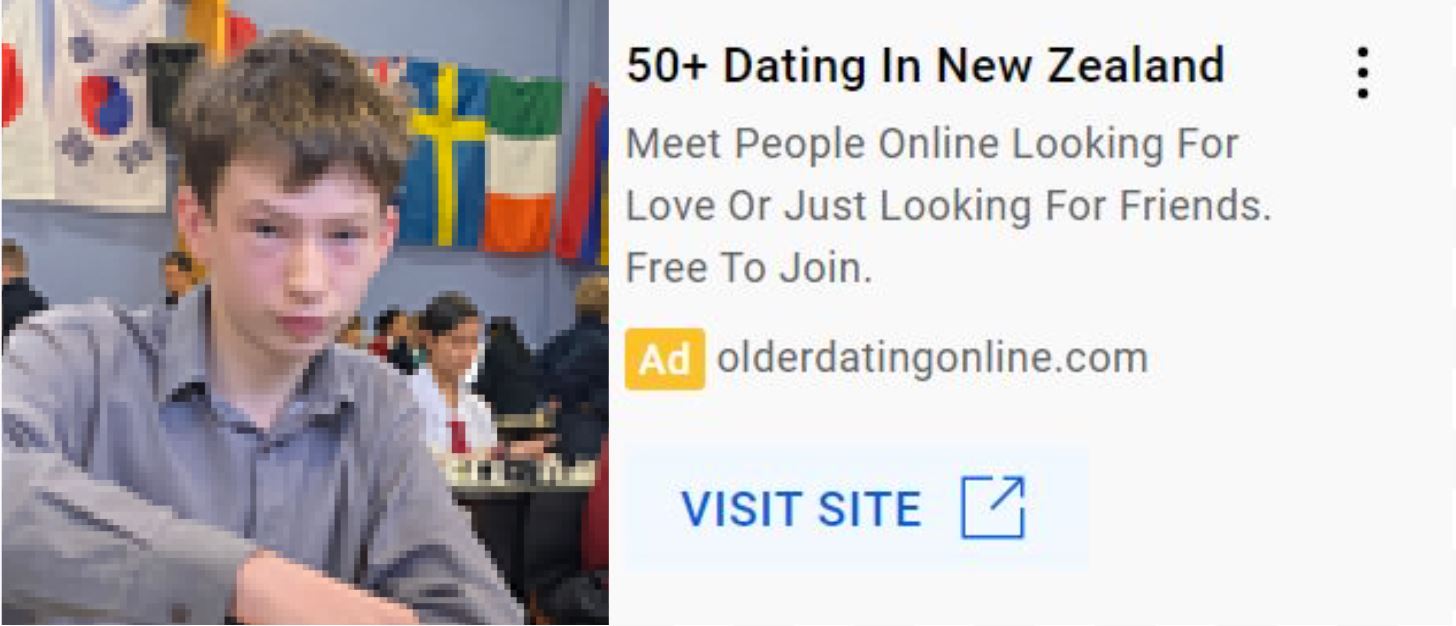 50+ Dating In New Zealand
Meet People Online Looking For
Love Or Just Looking For Friends.
Free To Join.
Ad olderdatingonline.com
VISIT SITE